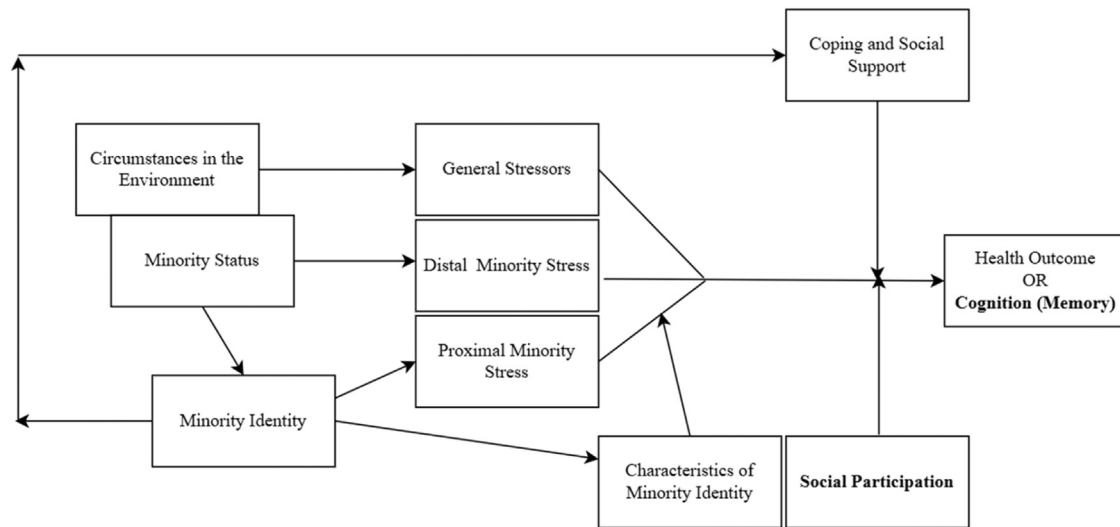 Coping and Social
Support
Circumstances in the
Environment
General Stressors
Minority Status
Distal Minority Stress
Health Outcome
OR
Cognition (Memory)
Proximal Minority
Stress
Minority Identity
Characteristics of
Minority Identity
Social Participation